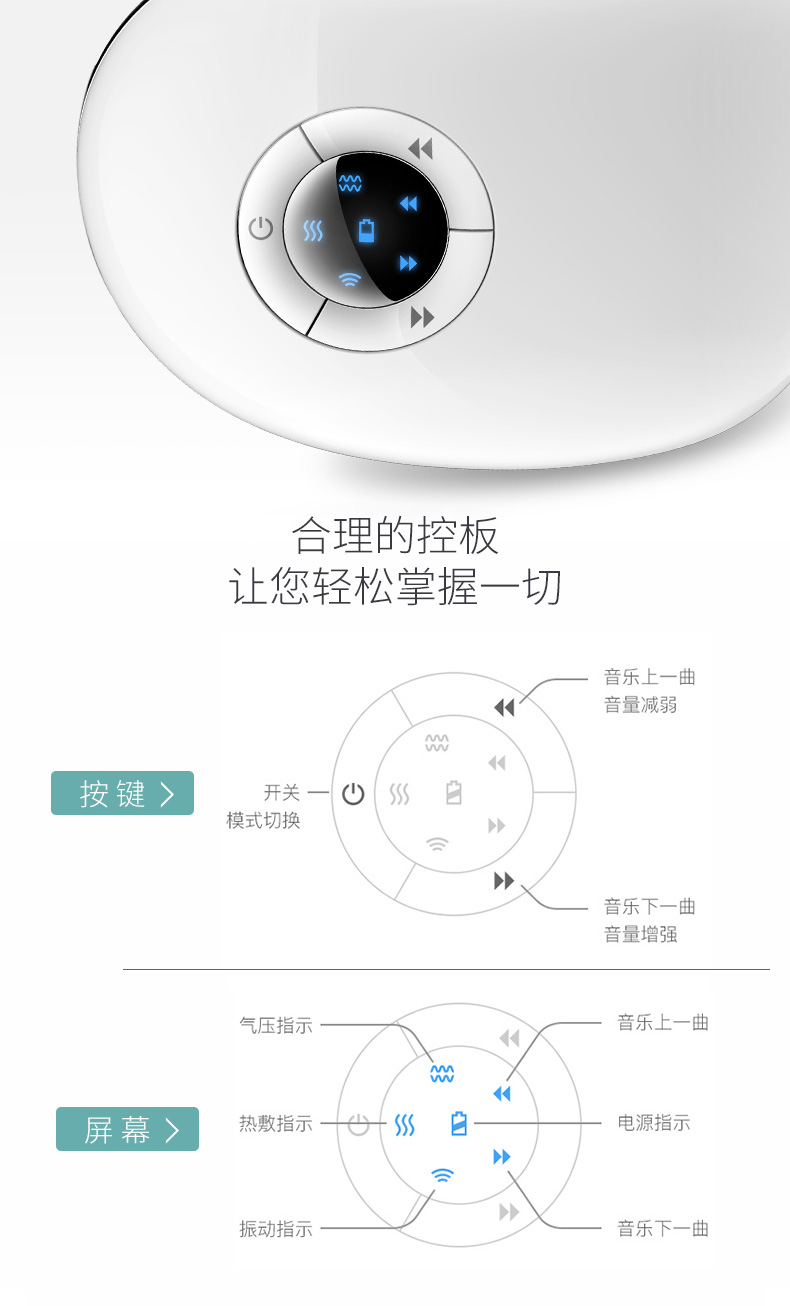 合理的控板
让您轻松掌握一切
音乐上一曲
音量减弱
按键
开关
模式切换
音乐下一曲
音量增强
气压指示
音乐上一曲
屏幕
热敷指示
电源指示
振动指示
音乐下一曲